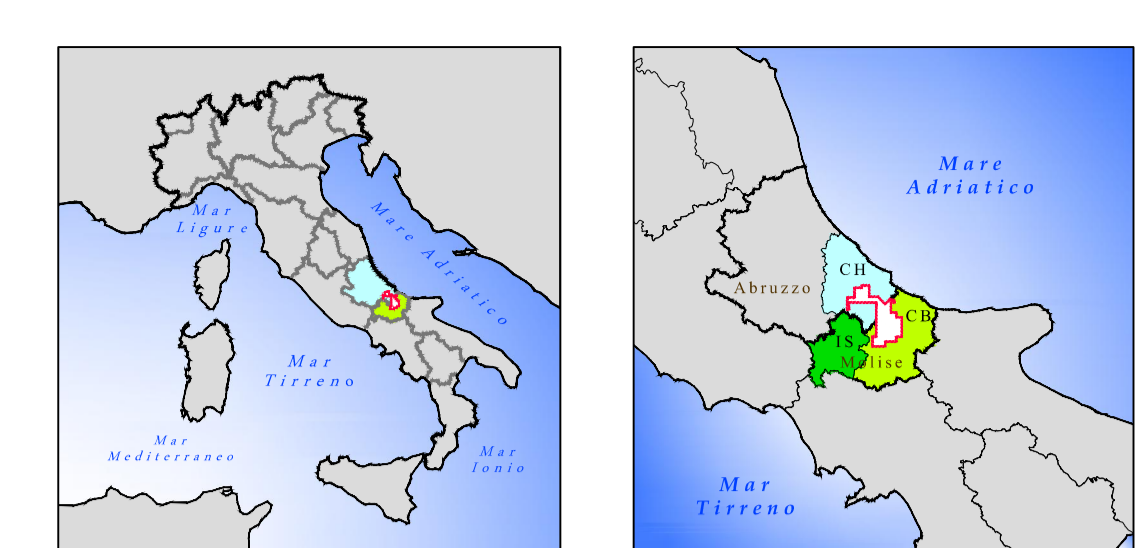 Mar
Ligure
Mare Adriatico
Mar
Tirreno
Mar
Mediterraneo
Mar
Ionio
Mare
Adriatico
CH
Abruzzo
CB
IS
Molise
Mar
Tirreno